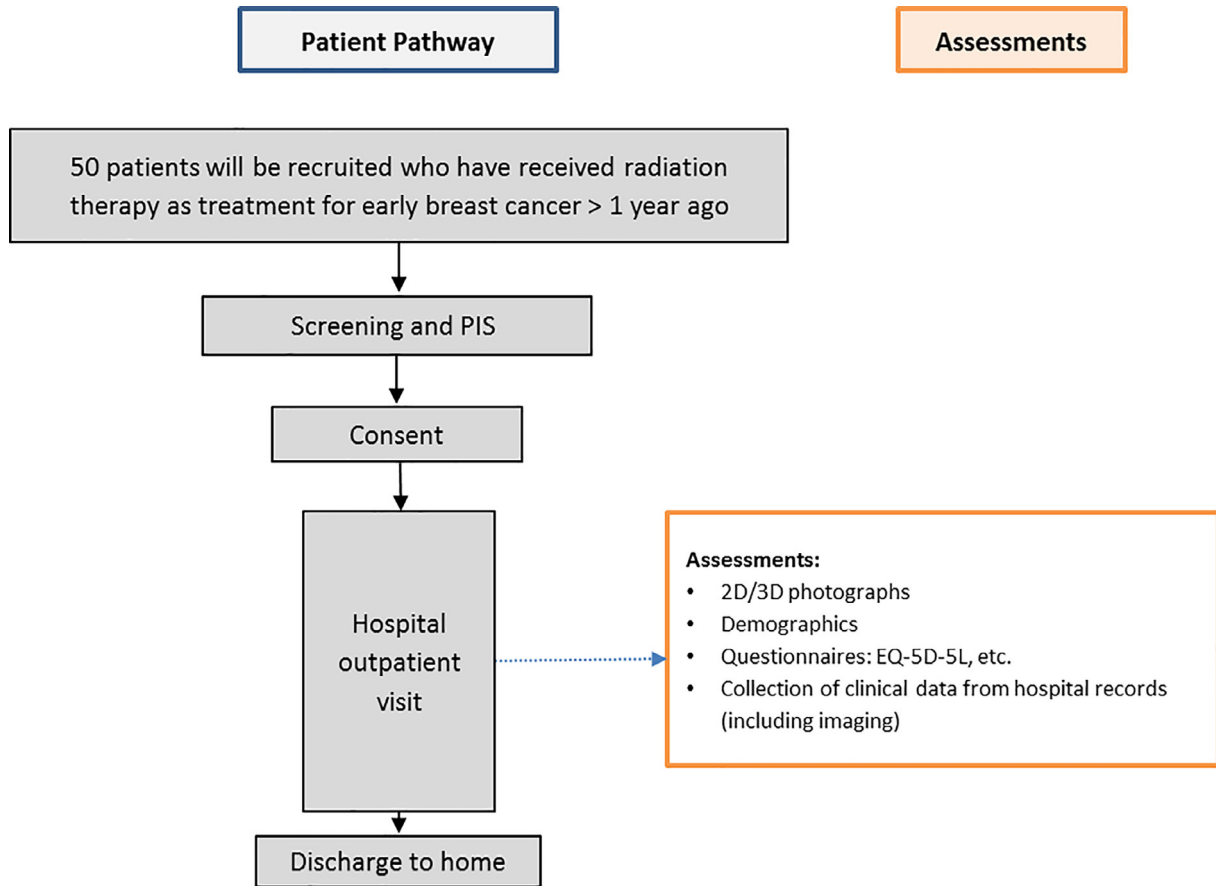 Patient Pathway
Assessments
50 patients will be recruited who have received radiation
therapy as treatment for early breast cancer > 1 year ago
Screening and PIS
Consent
Hospital
outpatient
visit
Assessments:
• 2D/3D photographs
• Demographics
• Questionnaires: EQ-5D-5L, etc.
• Collection of clinical data from hospital records
(including imaging)
Discharge to home